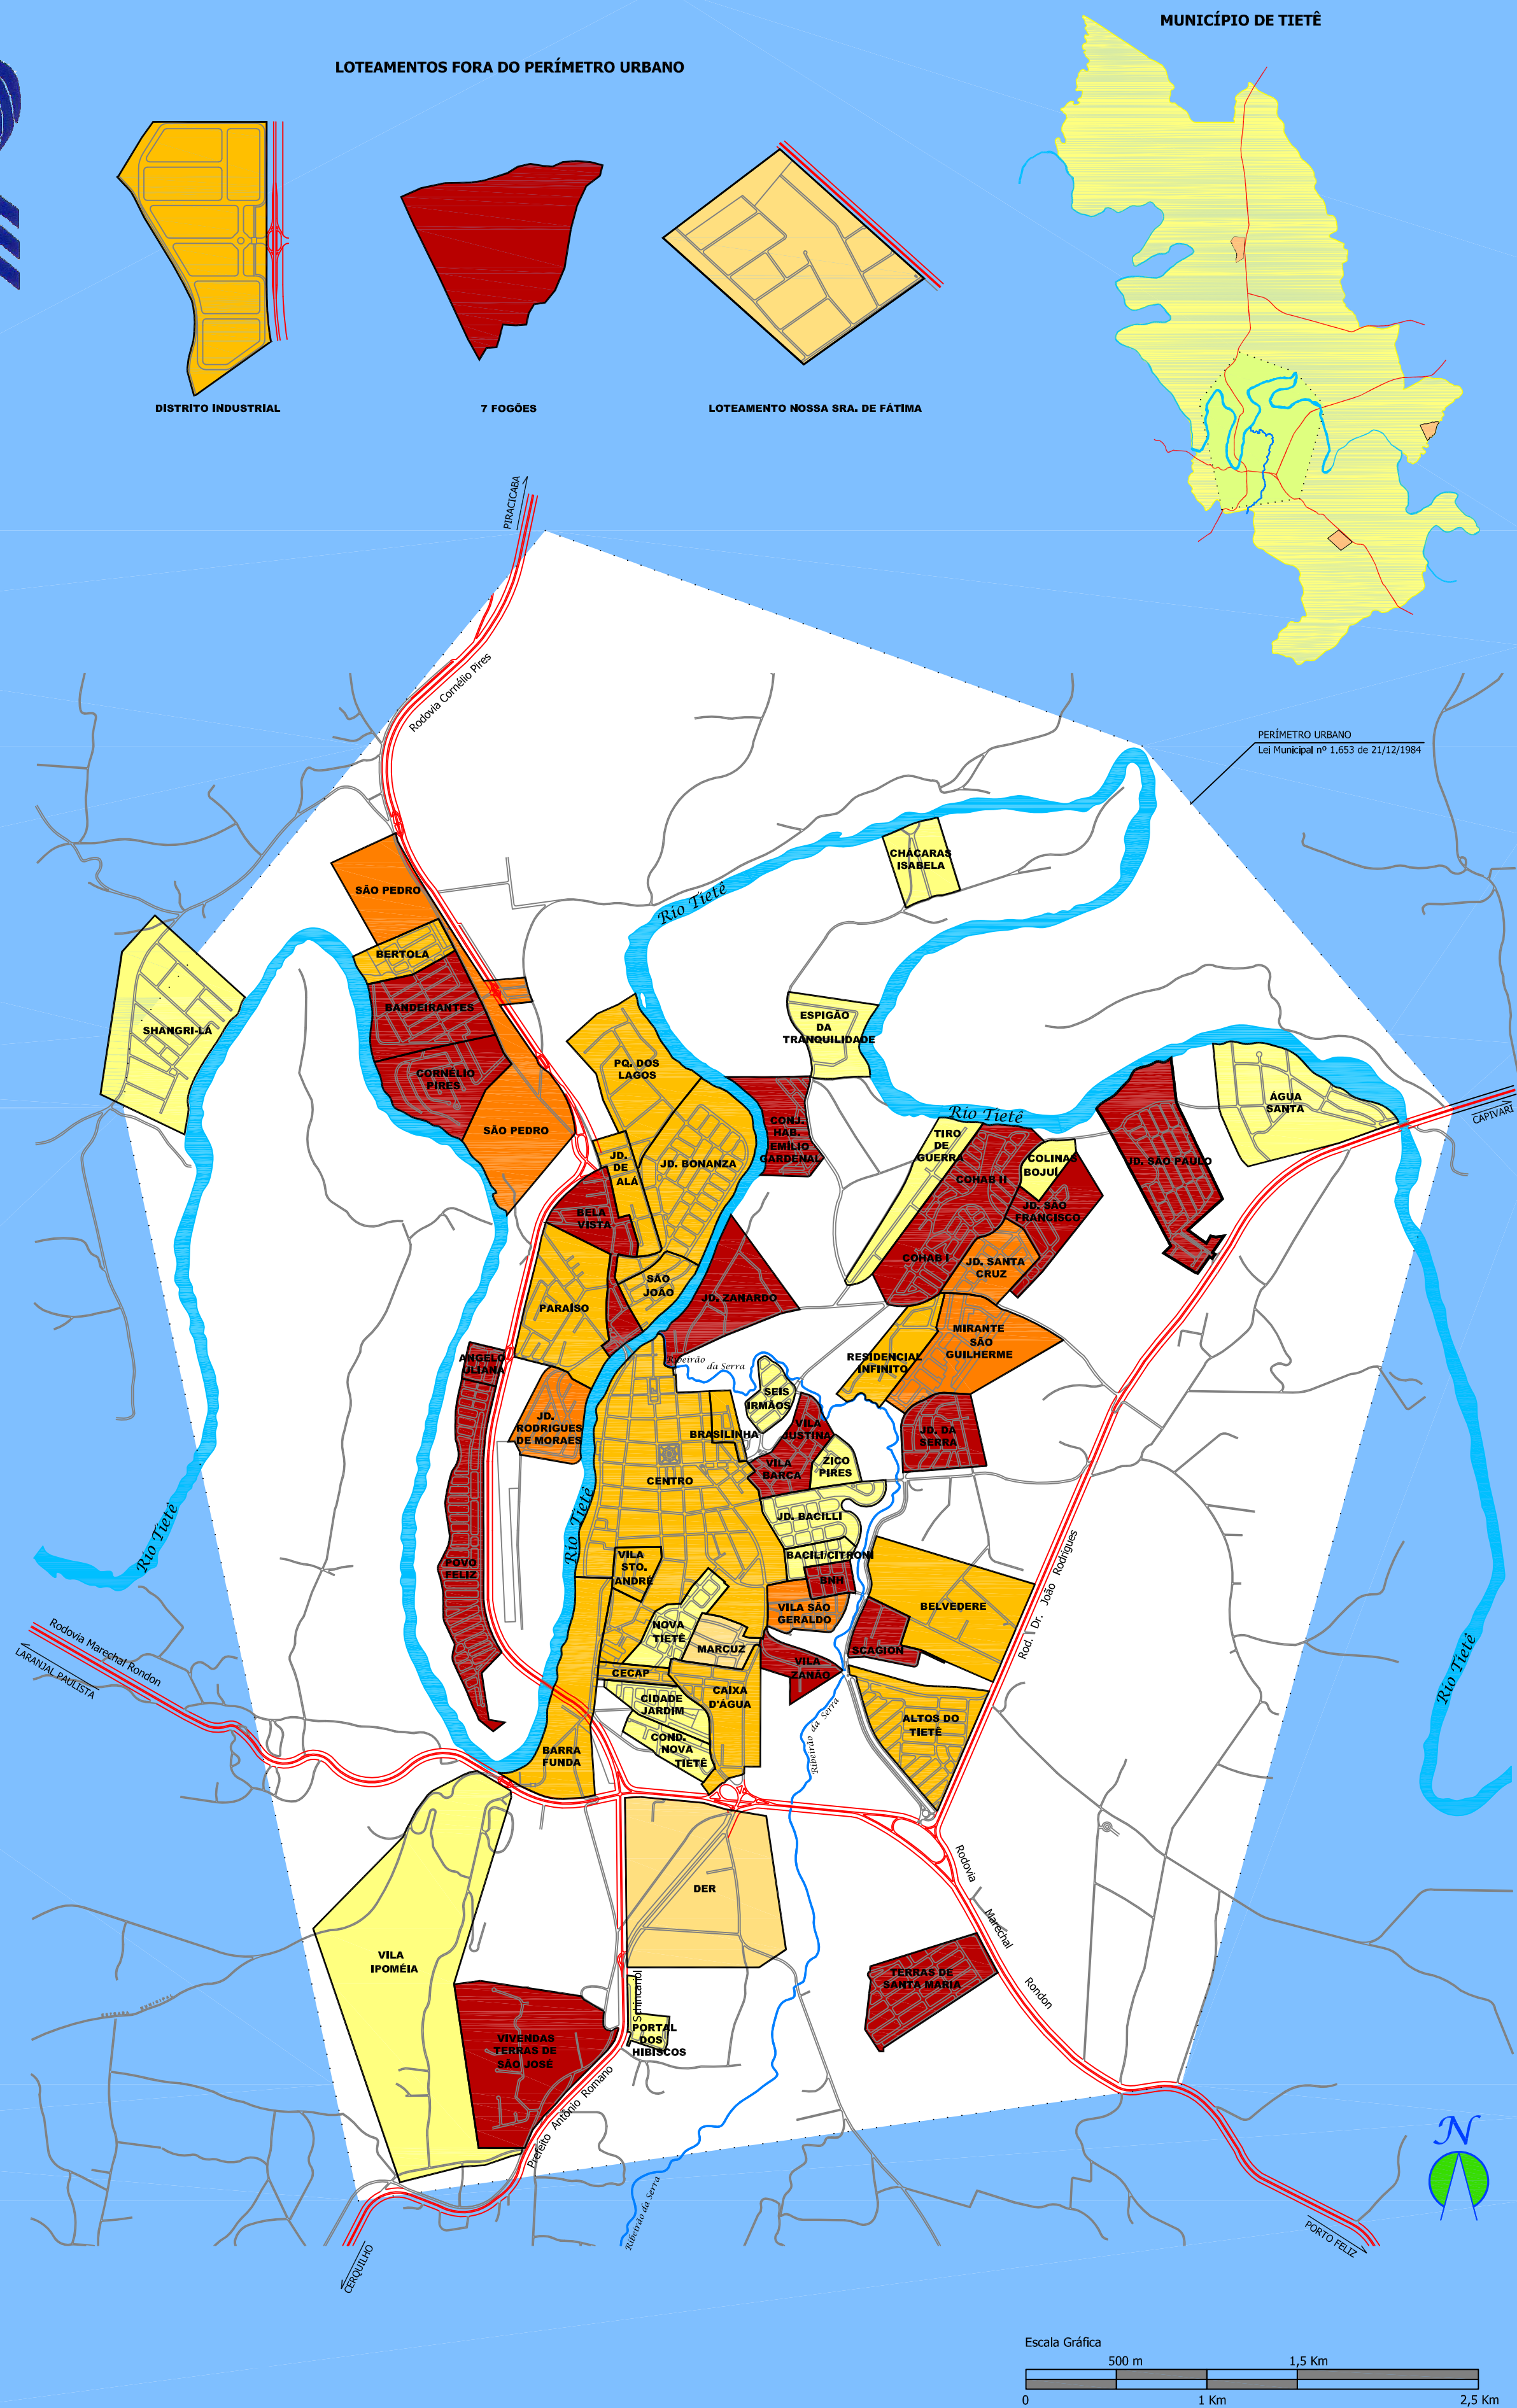 MUNICÍPIO DE TIETÊ
LOTEAMENTOS FORA DO PERÍMETRO URBANO
DISTRITO INDUSTRIAL
7 FOGÕES
LOTEAMENTO NOSSA SRA. DE FÁTIMA
PIRACICABA
Rodovia Cornélio Pires
PERÍMETRO URBANO
Lei Municipal nº 1.653 de 21/12/1984
CHÁCARAS
ISABELA
SÃO PEDRO
Rio Tietê
BERTOLA
BANDEIRANTES
SHANGRI-LÁ
ESPIGÃO
DA
TRANQUILIDADE
PQ. DOS
LAGOS
CORNÉLIO
PIRES
SÃO PEDRO
CONJ.
HAB.
EMÍLIO
GARDENAL
Rio Tietê
ÁGUA
SANTA
CAPIVARI
TIRO
DE
GUERRA
COLINAS
BOJUÍ
JD. SÃO PAULO
JD.
DE
ALÁ
JD. BONANZA
COHAB II
JD. SÃO
FRANCISCO
BELA
VISTA
COHAB I
JD. SANTA
CRUZ
SÃO
JOÃO
JD. ZANARDO
PARAÍSO
MIRANTE
SÃO
GUILHERME
RESIDENCIAL
INFINITO
ANGELO
ULIANA
Ribeirão
da Serra
SEIS
IRMÃOS
JD.
RODRIGUES
DE MORAES
BRASILINHA
VILA
JUSTINA
JD. DA
SERRA
CENTRO
VILA
BARCA
ZICO
PIRES
JD. BACILLI
Rio Tietê
Rio Tietê
VILA
STO.
ANDRÉ
BACILI/CITRONI
BNH
POVO
FELIZ
VILA SÃO
GERALDO
BELVEDERE
Rod. Dr. João Rodrigues
NOVA
TIETÊ
MARCUZ
SCAGION
VILA
ZANÃO
Rodovia Marechal Rondon
LARANJAL PAULISTA
CECAP
CAIXA
D'ÁGUA
CIDADE
JARDIM
COND.
NOVA
TIETÊ
Ribeirão da Serra
ALTOS DO
TIETÊ
Rio Tietê
BARRA
FUNDA
Rodovia
Marechal
Rondon
DER
VILA
IPOMÉIA
TERRAS DE
SANTA MARIA
Schincariol
PORTAL
DOS
HIBISCOS
VIVENDAS
TERRAS DE
SÃO JOSÉ
Prefeito Antônio Romano
Ribeirão da Serra
N
CERQUILHO
PORTO FELIZ
Escala Gráfica
500 m
1,5 Km
0
1 Km
2,5 Km